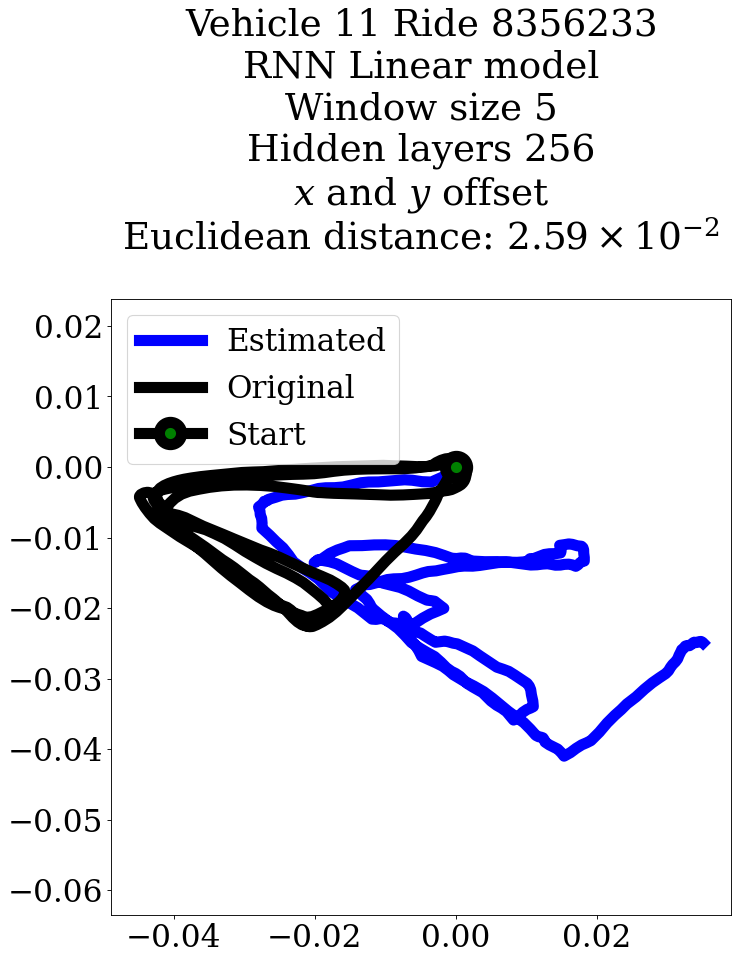 Vehicle 11 Ride 8356233
RNN Linear model
Window size 5
Hidden layers 256
x and y offset
Euclidean distance: 2.59 × 10⁻²
Estimated
Original
Start
0.02
0.01
0.00
−0.01
−0.02
−0.03
−0.04
−0.05
−0.06
−0.04 −0.02 0.00 0.02